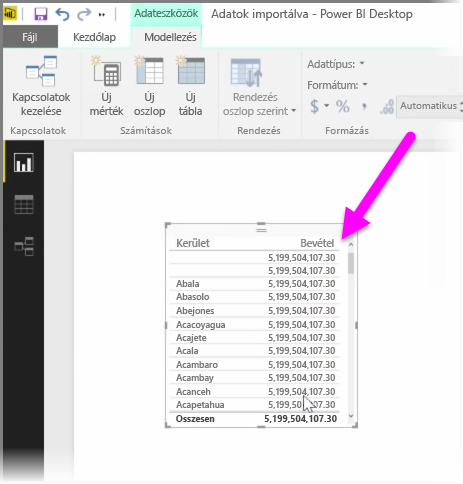 Adateszközök
Adatok importálva - Power BI Desktop
Fájl
Kezdőlap
Modellezés
Kapcsolatok
kezelése
Új
mérték
Új
oszlop
Új
tábla
Rendezés
oszlop szerint
Adattípus:
Formátum:
$ % , Automatikus
Kapcsolatok
Számítások
Rendezés
Formázás
Kerület Bevétel
5,199,504,107.30
5,199,504,107.30
Abala 5,199,504,107.30
Abasolo 5,199,504,107.30
Abejones 5,199,504,107.30
Acacoyagua 5,199,504,107.30
Acajete 5,199,504,107.30
Acala 5,199,504,107.30
Acambaro 5,199,504,107.30
Acambay 5,199,504,107.30
Acanceh 5,199,504,107.30
Acapetahua 5,199,504,107.30
Összesen 5,199,504,107.30